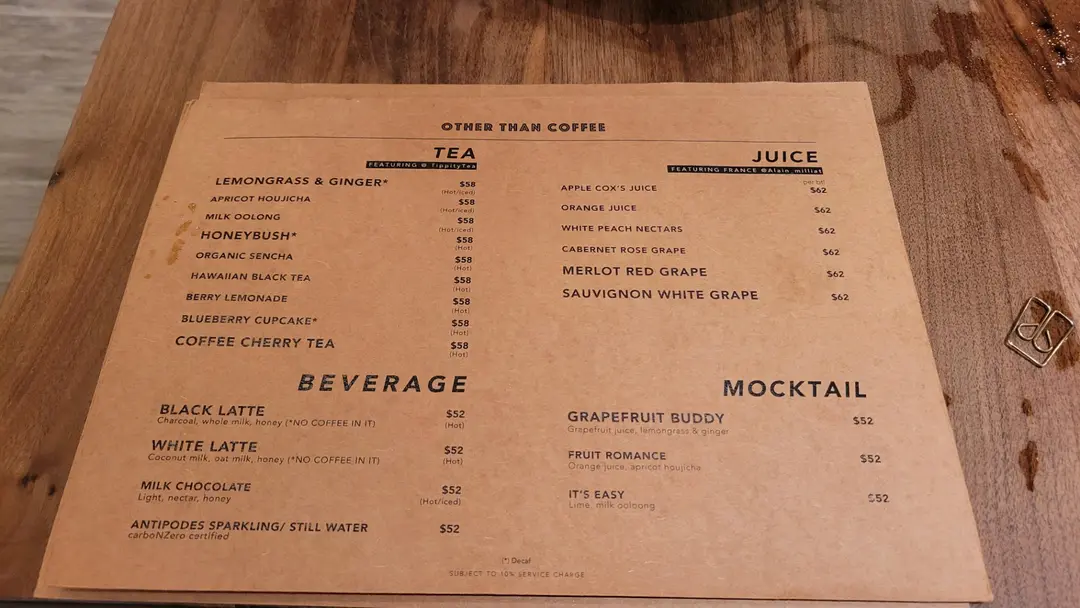 OTHER THAN COFFEE
TEA
FEATURING @ TippityTea
LEMONGRASS & GINGER* $58
(Hot/iced)
APRICOT HOUJICHA $58
(Hot/iced)
MILK OOLONG $58
(Hot/iced)
HONEYBUSH* $58
(Hot)
ORGANIC SENCHA $58
(Hot)
HAWAIIAN BLACK TEA $58
(Hot)
BERRY LEMONADE $58
(Hot)
BLUEBERRY CUPCAKE* $58
(Hot)
COFFEE CHERRY TEA $58
(Hot)
JUICE
FEATURING FRANCE @Alain_milliat
per btl
APPLE COX'S JUICE $62
ORANGE JUICE $62
WHITE PEACH NECTARS $62
CABERNET ROSE GRAPE $62
MERLOT RED GRAPE $62
SAUVIGNON WHITE GRAPE $62
BEVERAGE
BLACK LATTE $52
Charcoal, whole milk, honey (*NO COFFEE IN IT) (Hot)
WHITE LATTE $52
Coconut milk, oat milk, honey (*NO COFFEE IN IT) (Hot)
MILK CHOCOLATE $52
Light, nectar, honey (Hot/iced)
ANTIPODES SPARKLING/ STILL WATER $52
carboNZero certified
MOCKTAIL
GRAPEFRUIT BUDDY $52
Grapefruit juice, lemongrass & ginger
FRUIT ROMANCE $52
Orange juice, apricot houjicha
IT'S EASY $52
Lime, milk ooloong
(*) Decaf
SUBJECT TO 10% SERVICE CHARGE